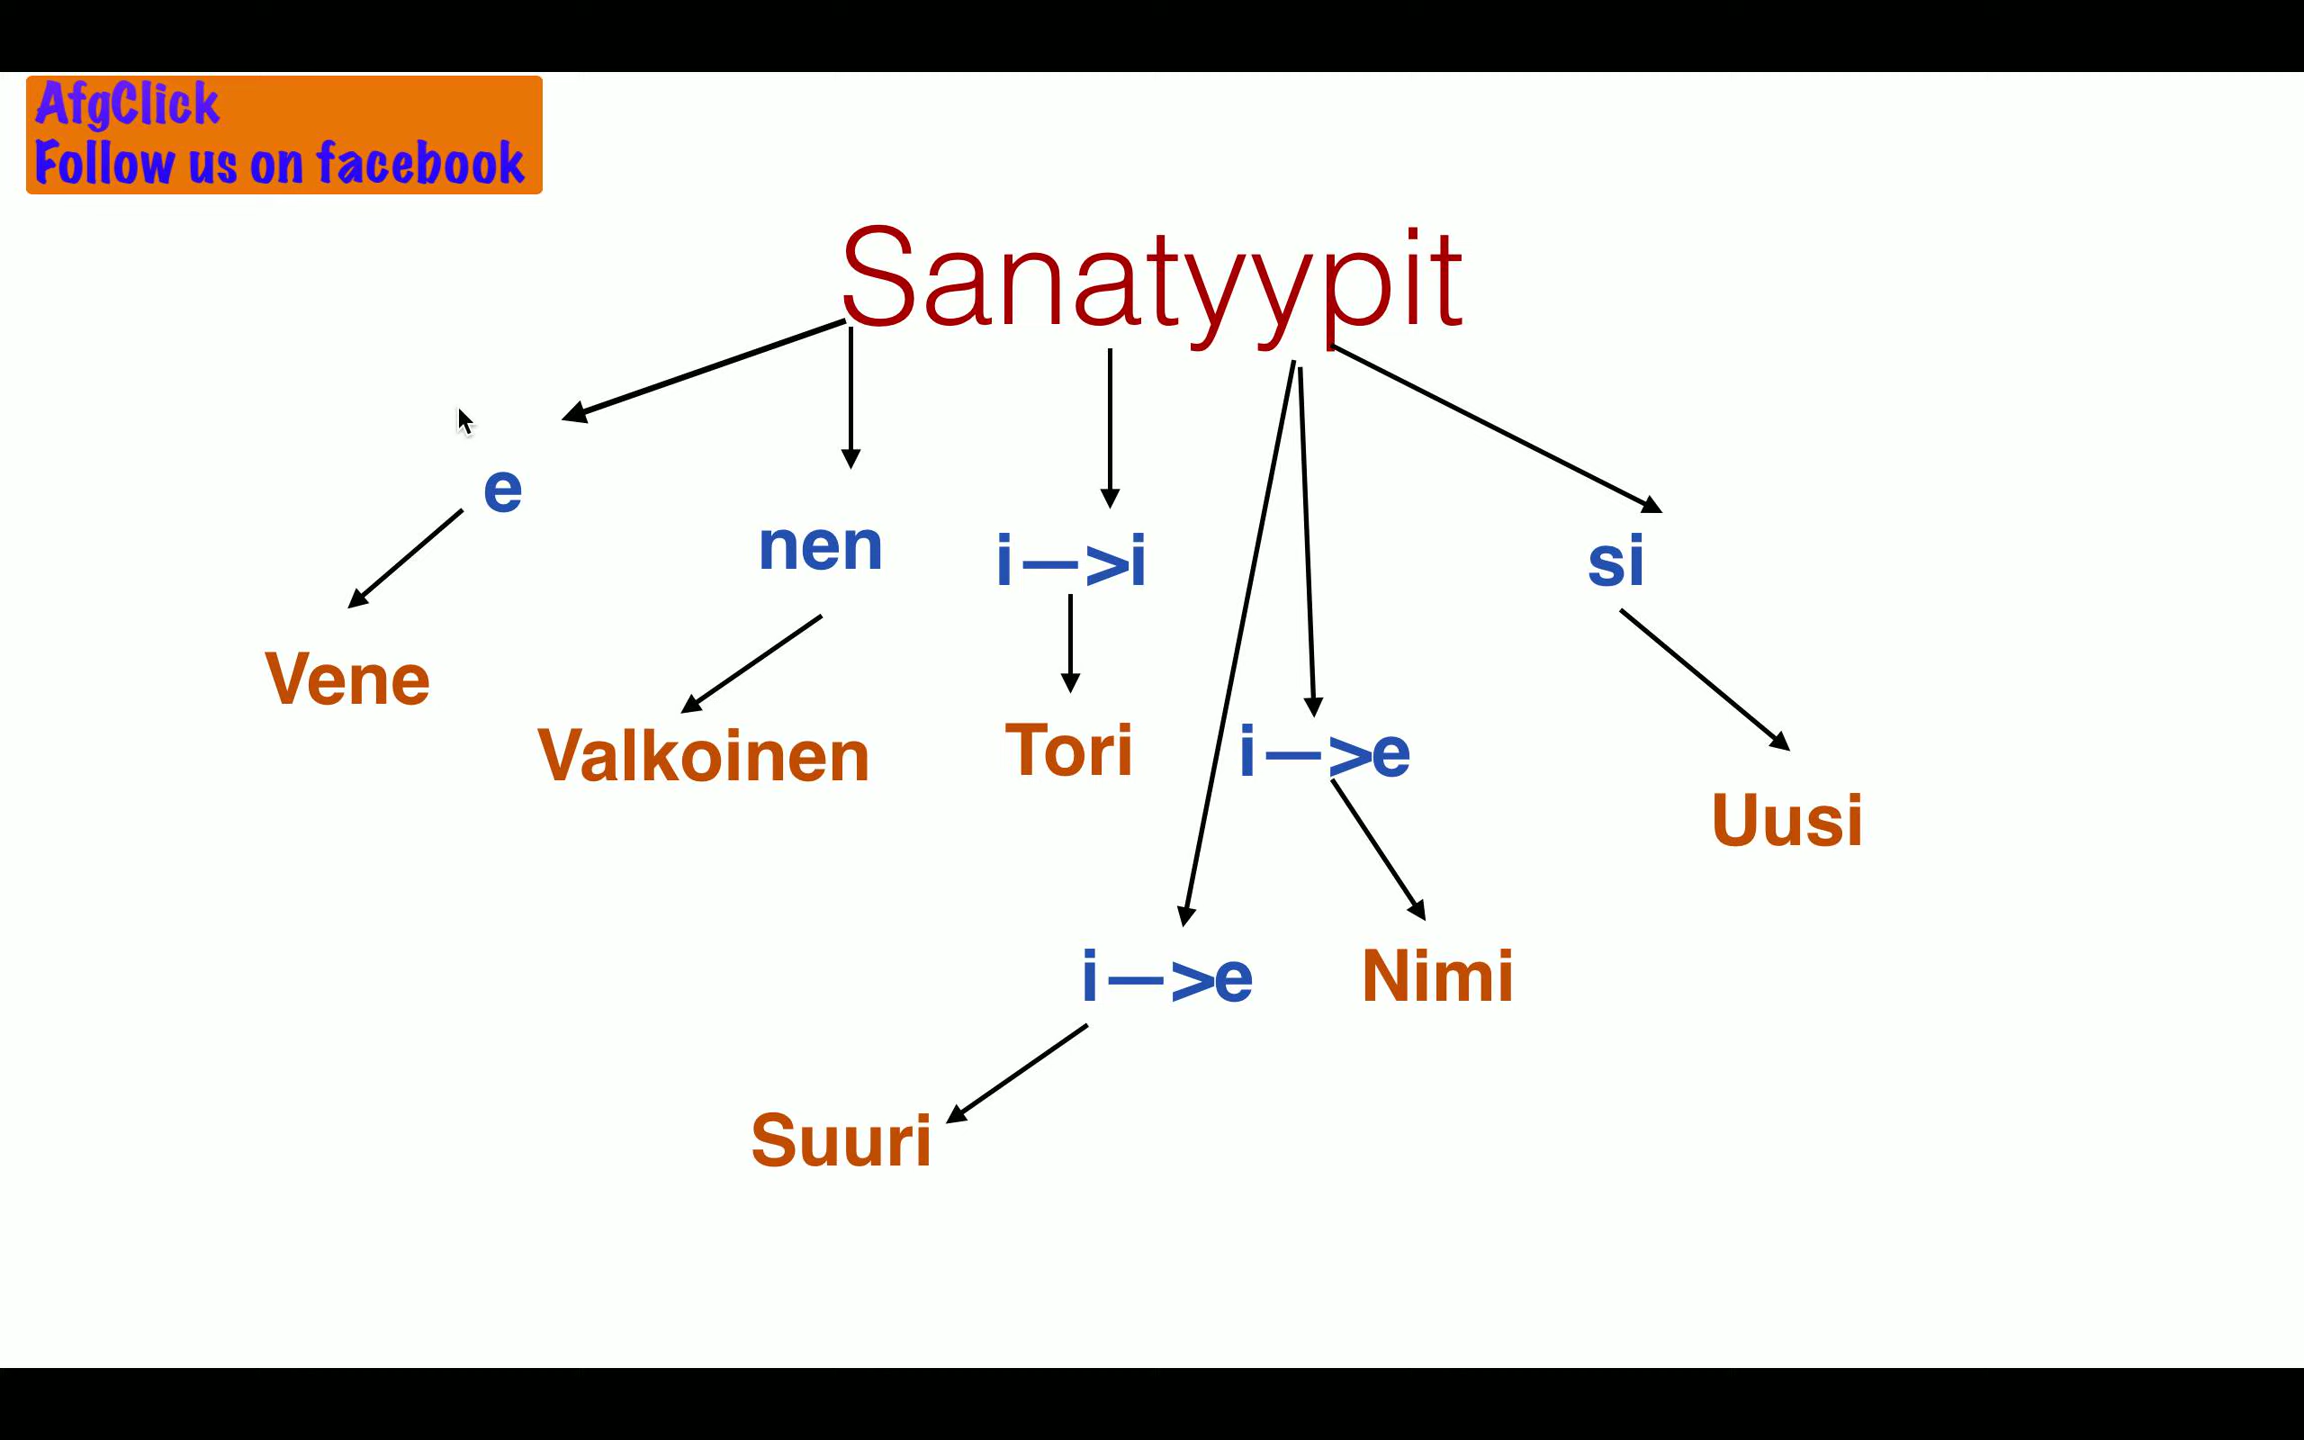 AfgClick
Follow us on facebook
Sanatyypit
e
nen
i—>i
si
Vene
Valkoinen
Tori
i—>e
Uusi
i—>e
Nimi
Suuri